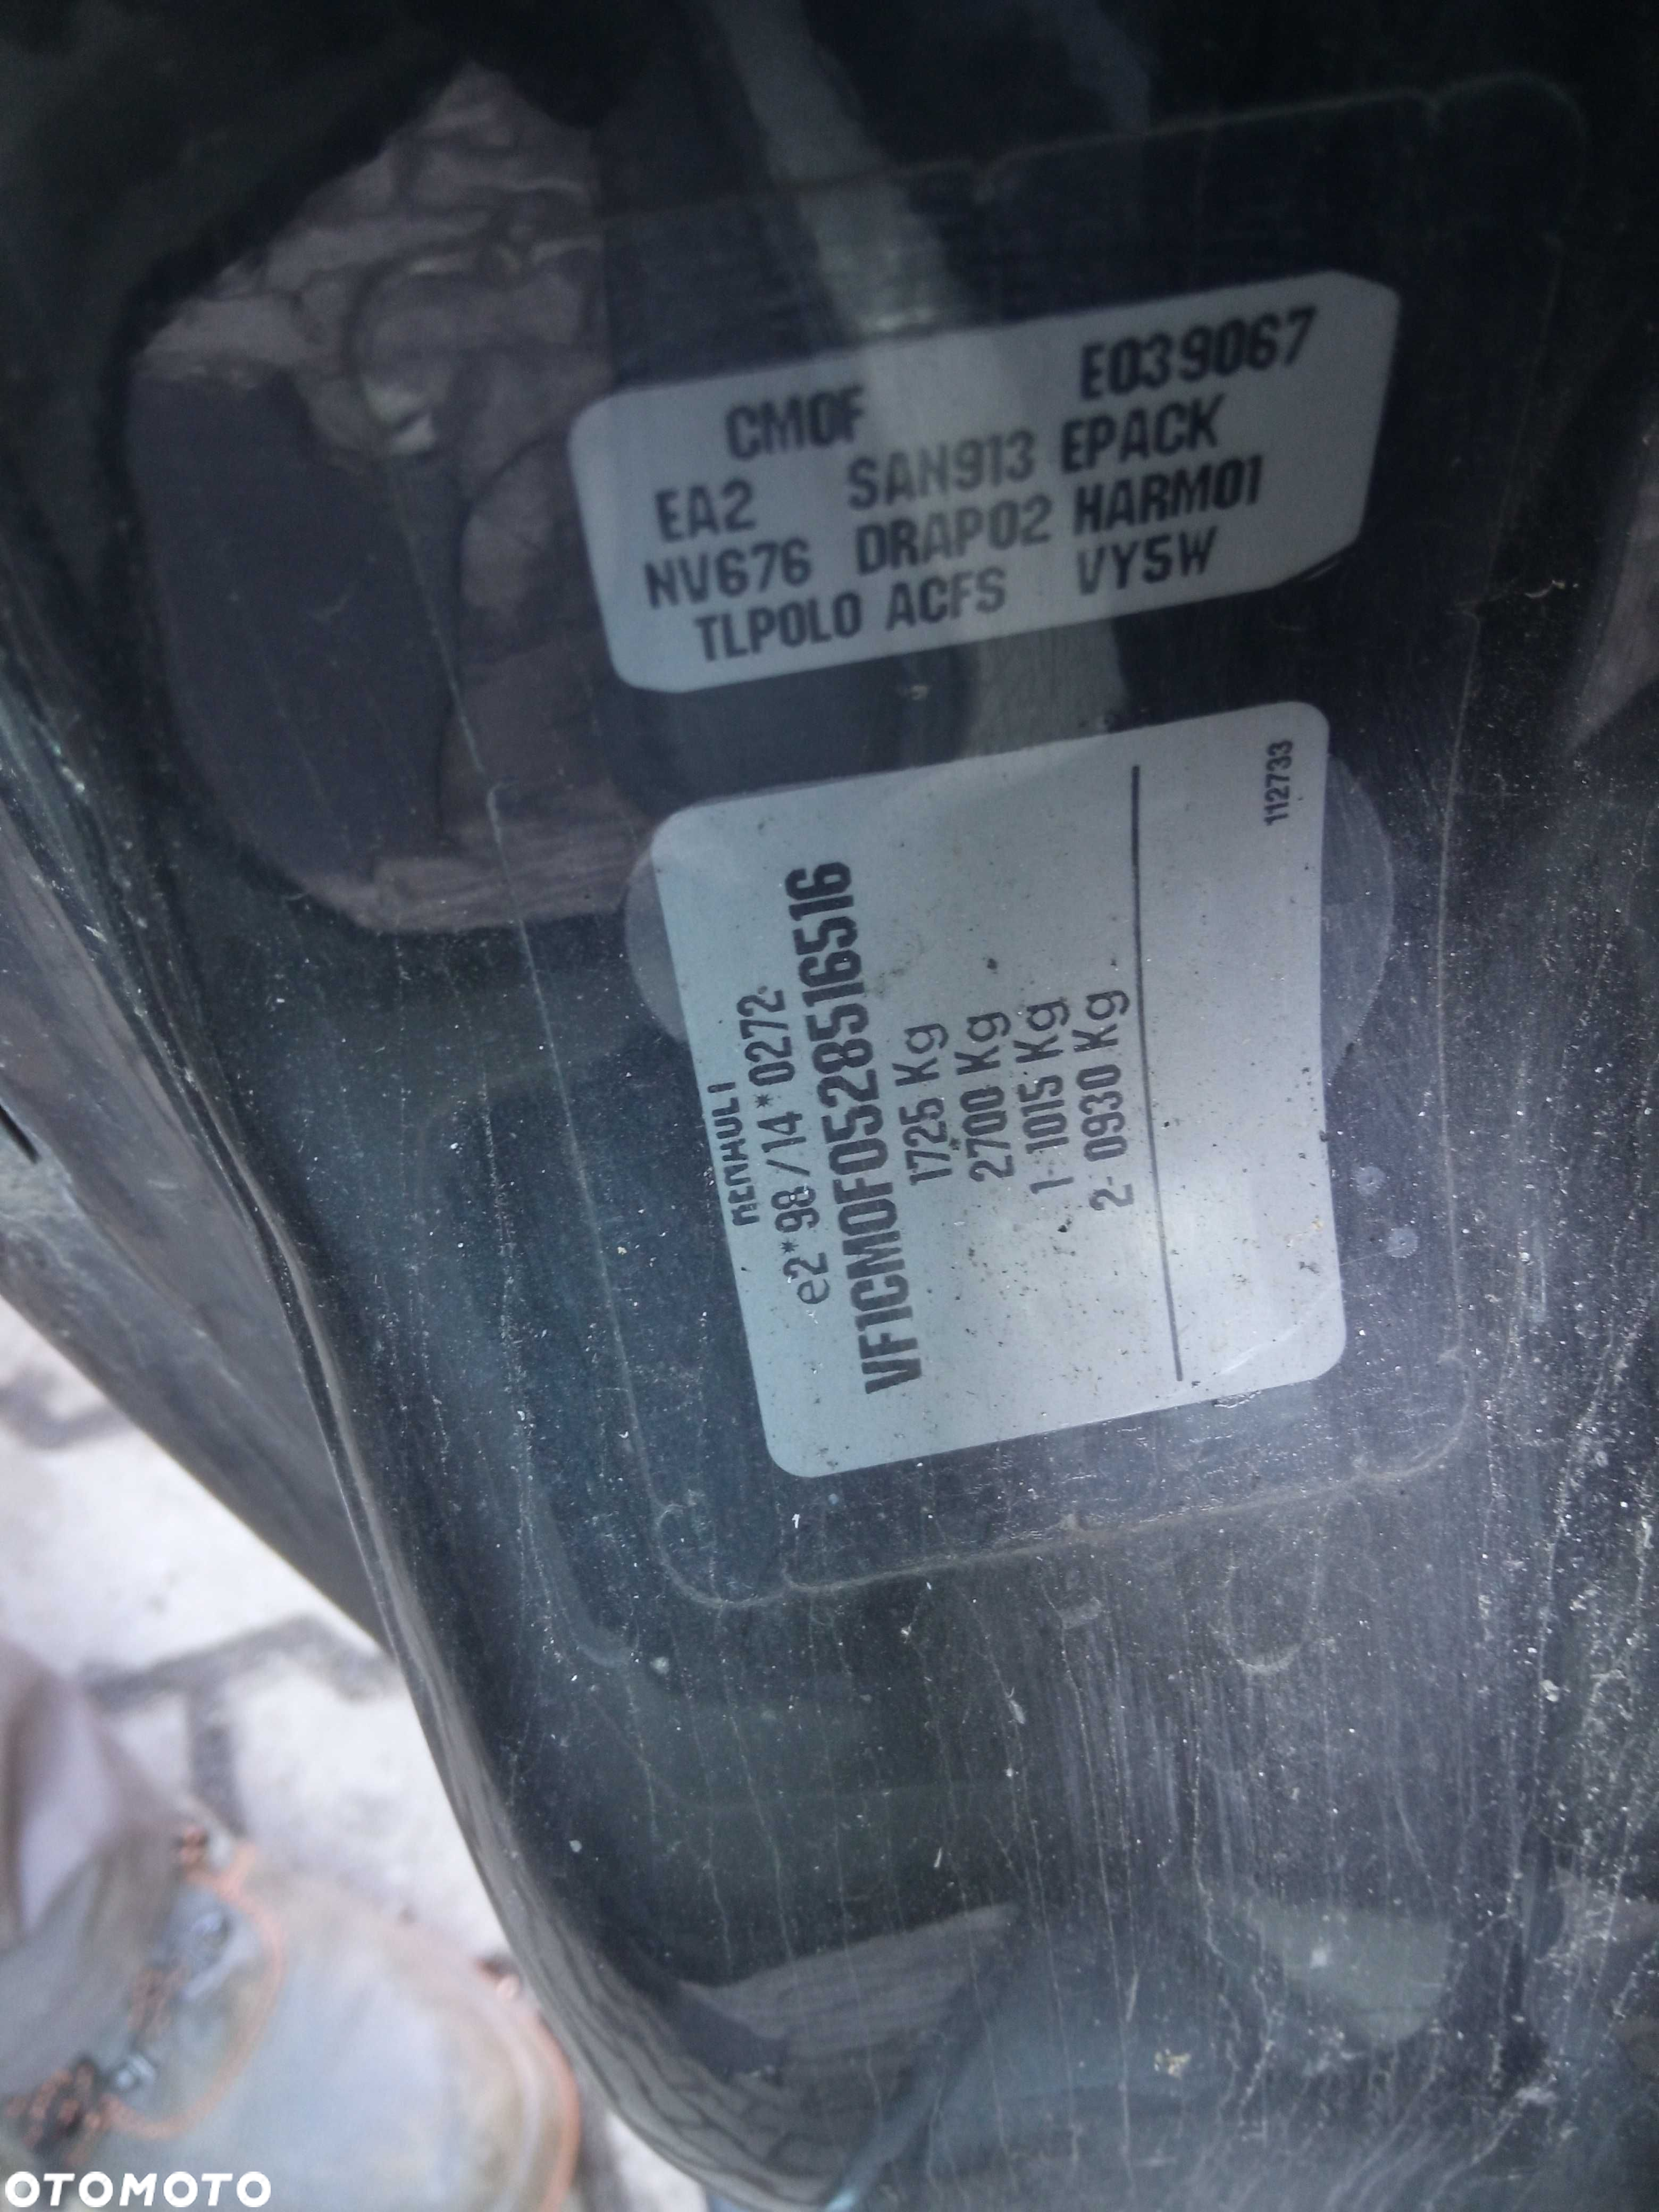 CM0F E039067
EA2 SAN913 EPACK
NV676 DRAP02 HARM01
TLPOLO ACFS VY5W
RENAULT
e2*98/14*0272
VF1CM0F0528516516
1725 Kg
2700 Kg
1- 1015 Kg
2- 0930 Kg
112733
OTOMOTO